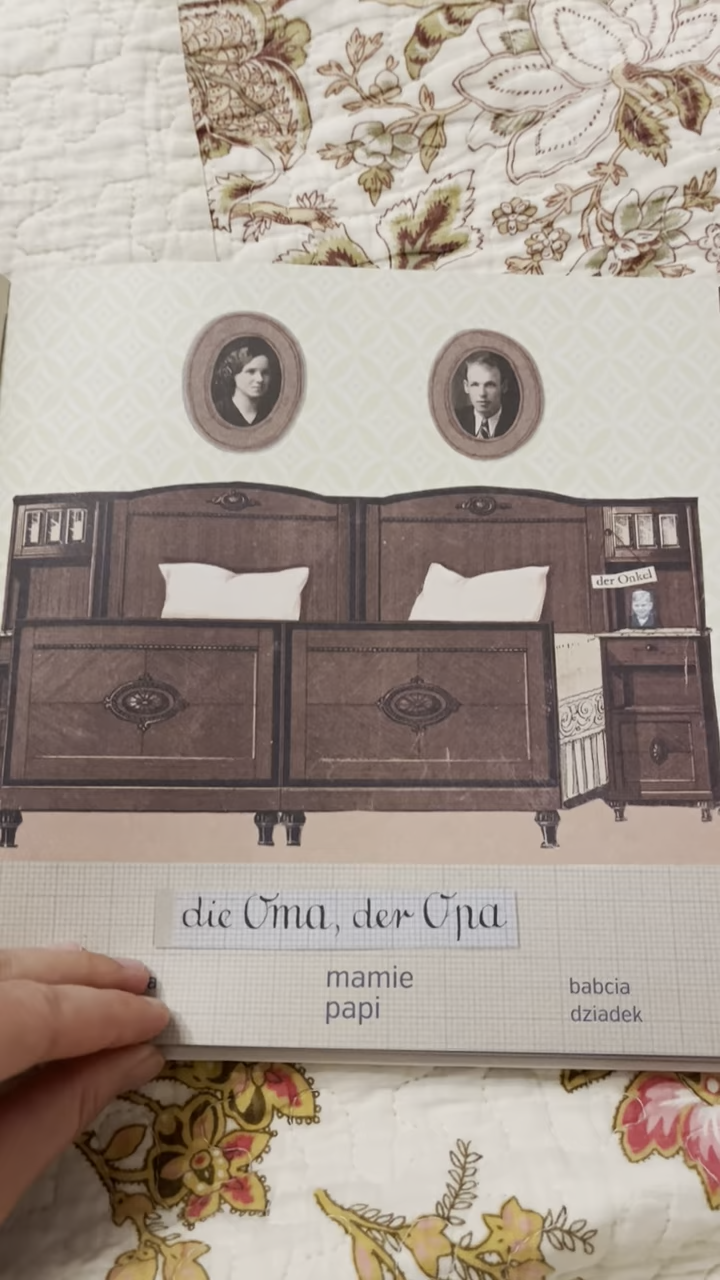 der Onkel
die Oma, der Opa
mamie
papi
babcia
dziadek